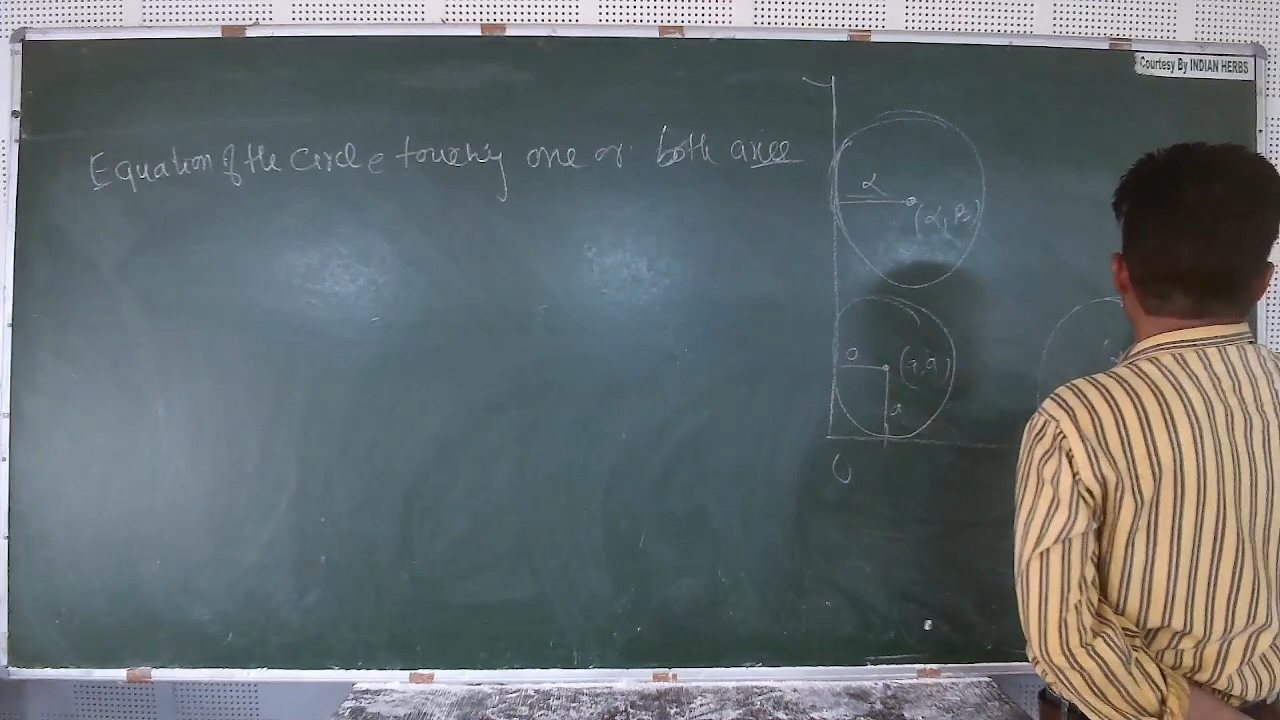 Courtesy By INDIAN HERBS
Equation of the Circle touching one or both axes
Y
α
(α, β)
a
(a, a)
a
O